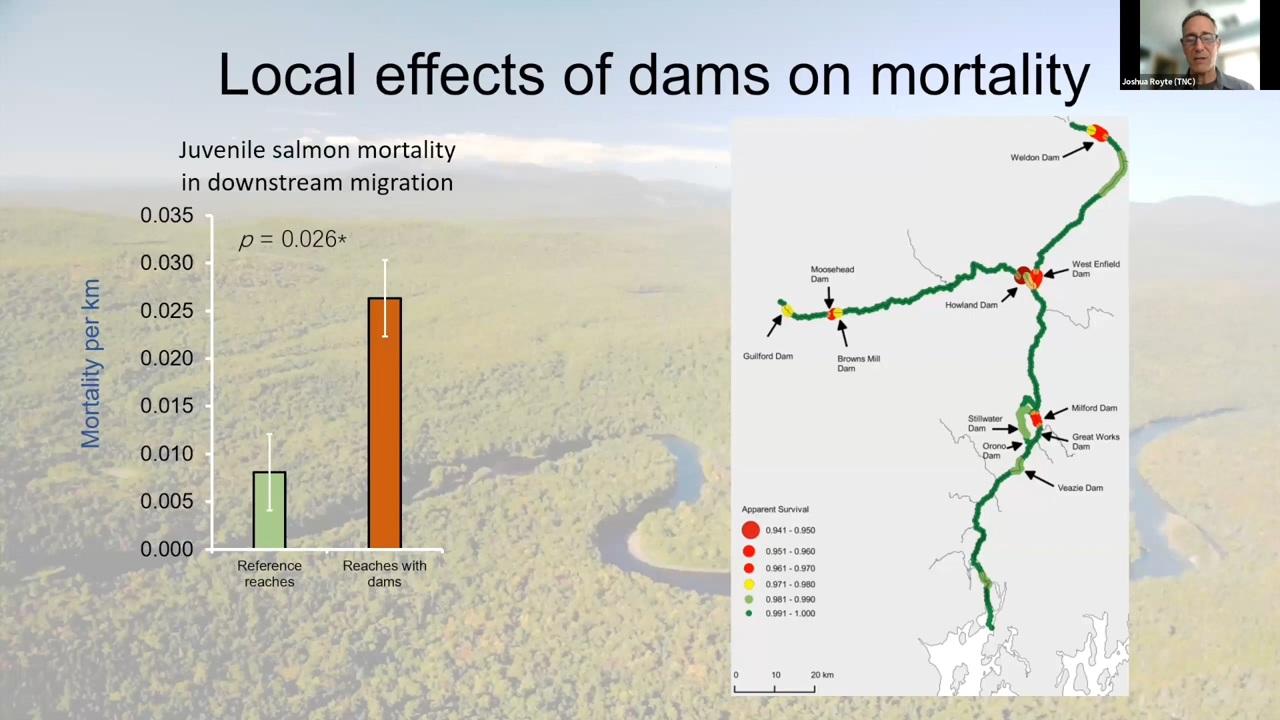 Local effects of dams on mortality
Joshua Royte (TNC)
Juvenile salmon mortality
in downstream migration
p = 0.026*
Mortality per km
0.035
0.030
0.025
0.020
0.015
0.010
0.005
0.000
Reference
reaches
Reaches with
dams
Weldon Dam
West Enfield
Dam
Howland Dam
Moosehead
Dam
Guilford Dam
Browns Mill
Dam
Milford Dam
Stillwater
Dam
Great Works
Dam
Orono
Dam
Veazie Dam
Apparent Survival
0.941 - 0.950
0.951 - 0.960
0.961 - 0.970
0.971 - 0.980
0.981 - 0.990
0.991 - 1.000
0 10 20 km